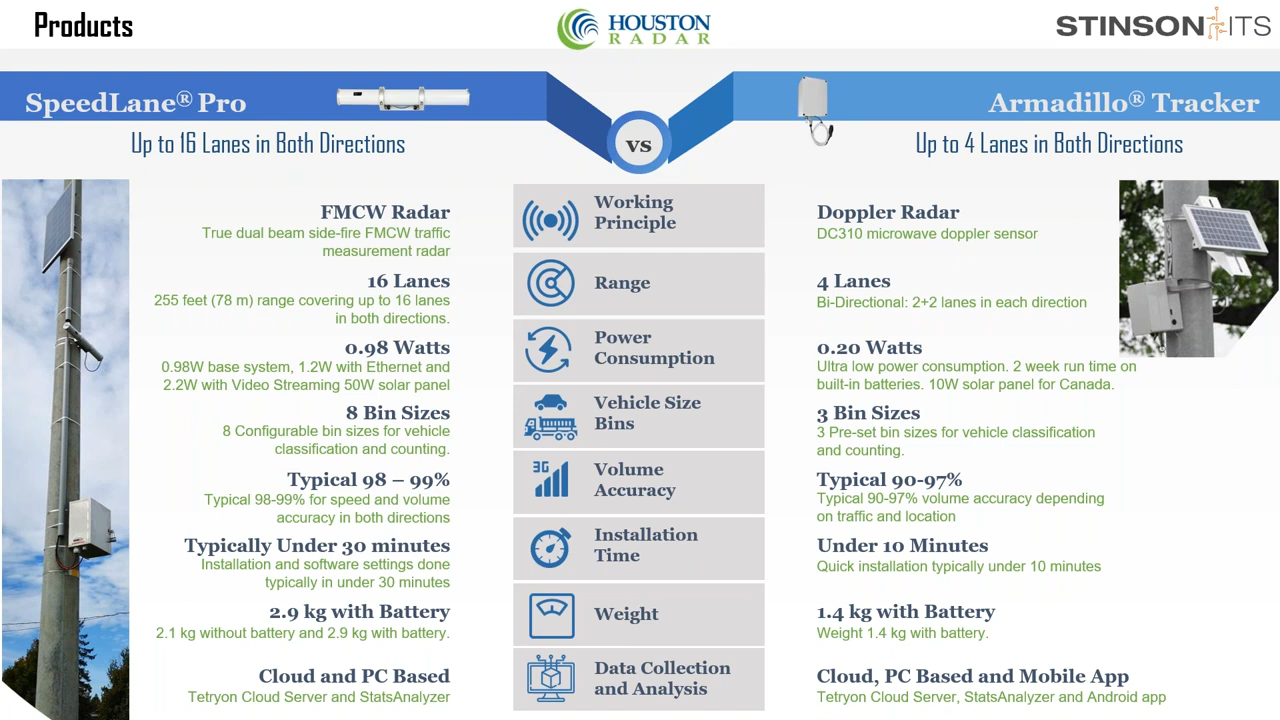 Products
HOUSTON
RADAR
STINSON ITS
SpeedLane® Pro
vs
Armadillo® Tracker
Up to 16 Lanes in Both Directions
Up to 4 Lanes in Both Directions
FMCW Radar
True dual beam side-fire FMCW traffic
measurement radar
Working
Principle
Doppler Radar
DC310 microwave doppler sensor
16 Lanes
255 feet (78 m) range covering up to 16 lanes
in both directions.
Range
4 Lanes
Bi-Directional: 2+2 lanes in each direction
0.98 Watts
0.98W base system, 1.2W with Ethernet and
2.2W with Video Streaming 50W solar panel
Power
Consumption
0.20 Watts
Ultra low power consumption. 2 week run time on
built-in batteries. 10W solar panel for Canada.
8 Bin Sizes
8 Configurable bin sizes for vehicle
classification and counting.
Vehicle Size
Bins
3 Bin Sizes
3 Pre-set bin sizes for vehicle classification
and counting.
Typical 98 – 99%
Typical 98-99% for speed and volume
accuracy in both directions
3G
Volume
Accuracy
Typical 90-97%
Typical 90-97% volume accuracy depending
on traffic and location
Typically Under 30 minutes
Installation and software settings done
typically in under 30 minutes
Installation
Time
Under 10 Minutes
Quick installation typically under 10 minutes
2.9 kg with Battery
2.1 kg without battery and 2.9 kg with battery.
Weight
1.4 kg with Battery
Weight 1.4 kg with battery.
Cloud and PC Based
Tetryon Cloud Server and StatsAnalyzer
Data Collection
and Analysis
Cloud, PC Based and Mobile App
Tetryon Cloud Server, StatsAnalyzer and Android app